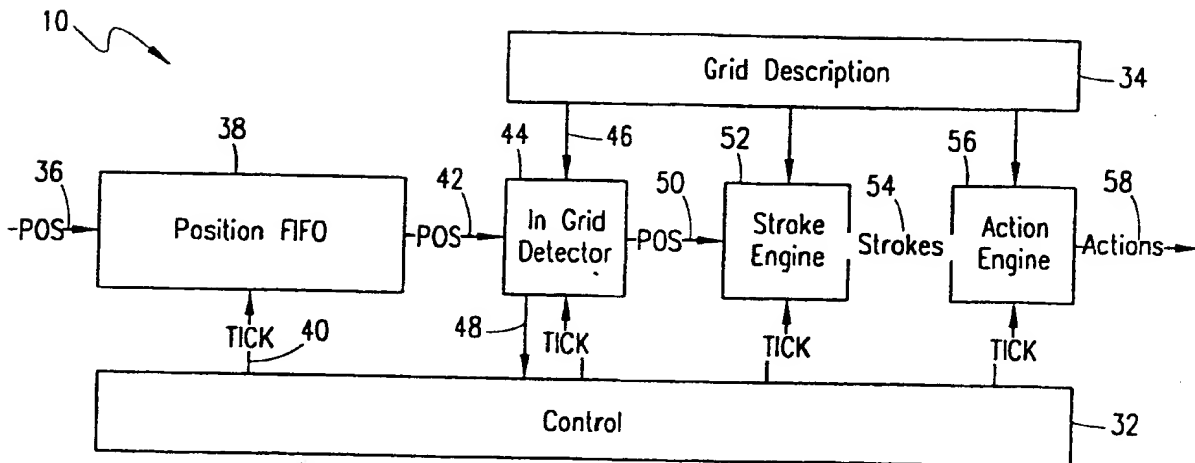 10
Grid Description
34
38
44
46
52
56
36
42
50
54
58
-POS
Position FIFO
POS
In Grid
Detector
POS
Stroke
Engine
Strokes
Action
Engine
Actions
TICK
40
48
TICK
TICK
TICK
Control
32